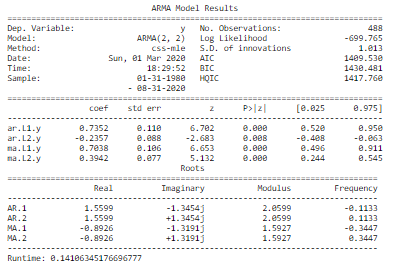 ARMA Model Results
Dep. Variable: y No. Observations: 488
Model: ARMA(2, 2) Log Likelihood -699.765
Method: css-mle S.D. of innovations 1.013
Date: Sun, 01 Mar 2020 AIC 1409.530
Time: 18:29:52 BIC 1430.481
Sample: 01-31-1980 HQIC 1417.760
- 08-31-2020
coef std err z P>|z| [0.025 0.975]
ar.L1.y 0.7352 0.110 6.702 0.000 0.520 0.950
ar.L2.y -0.2357 0.088 -2.683 0.008 -0.408 -0.063
ma.L1.y 0.7038 0.106 6.653 0.000 0.496 0.911
ma.L2.y 0.3942 0.077 5.132 0.000 0.244 0.545
Roots
Real Imaginary Modulus Frequency
AR.1 1.5599 -1.3454j 2.0599 -0.1133
AR.2 1.5599 +1.3454j 2.0599 0.1133
MA.1 -0.8926 -1.3191j 1.5927 -0.3447
MA.2 -0.8926 +1.3191j 1.5927 0.3447
Runtime: 0.14106345176696777